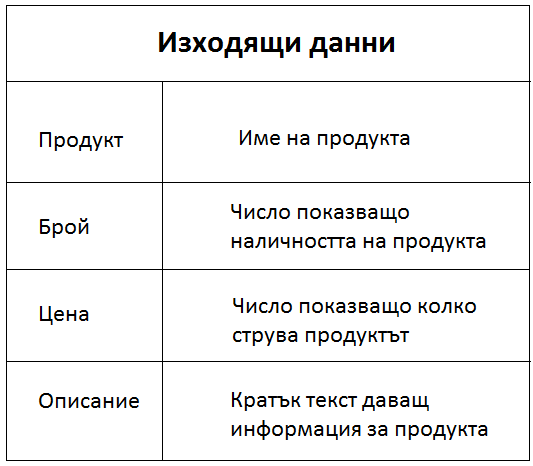 Изходящи данни
Продукт
Име на продукта
Брой
Число показващо
наличността на продукта
Цена
Число показващо колко
струва продуктът
Описание
Кратък текст даващ
информация за продукта